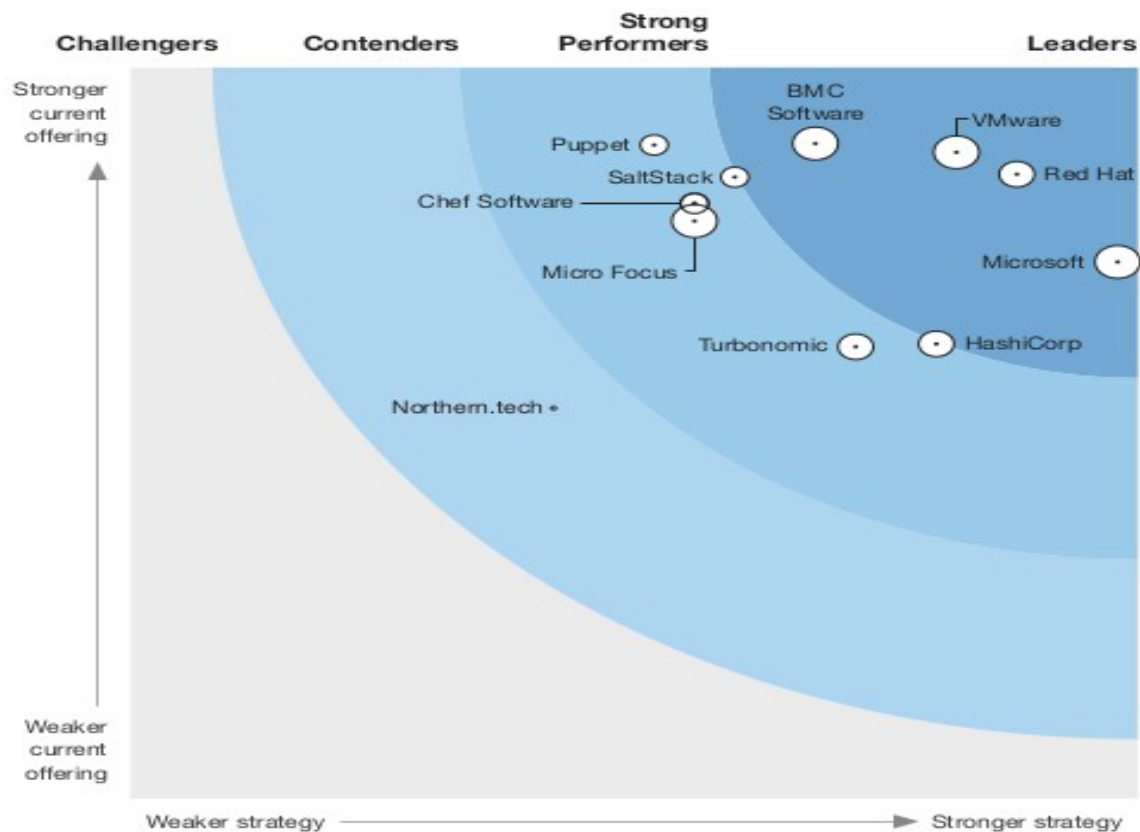 Challengers
Contenders
Strong
Performers
Leaders
Stronger
current
offering
BMC
Software
VMware
Puppet
SaltStack
Red Hat
Chef Software
Micro Focus
Microsoft
Turbonomic
HashiCorp
Northern.tech
Weaker
current
offering
Weaker strategy
Stronger strategy